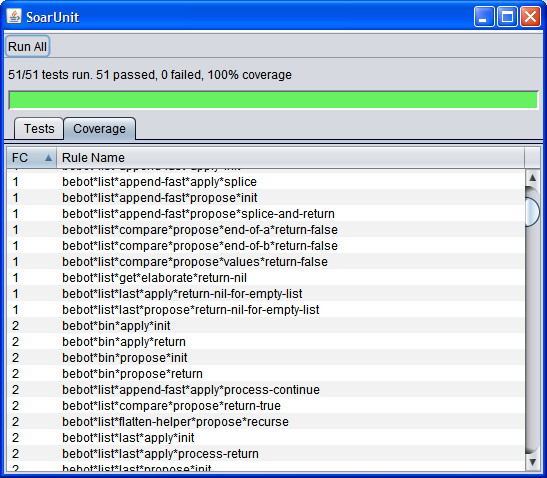 SoarUnit
Run All
51/51 tests run. 51 passed, 0 failed, 100% coverage
Tests Coverage
FC Rule Name
1 bebot*list*append-fast*apply*init
1 bebot*list*append-fast*apply*splice
1 bebot*list*append-fast*propose*init
1 bebot*list*append-fast*propose*splice-and-return
1 bebot*list*compare*propose*end-of-a*return-false
1 bebot*list*compare*propose*end-of-b*return-false
1 bebot*list*compare*propose*values*return-false
1 bebot*list*get*elaborate*return-nil
1 bebot*list*last*apply*return-nil-for-empty-list
1 bebot*list*last*propose*return-nil-for-empty-list
2 bebot*bin*apply*init
2 bebot*bin*apply*return
2 bebot*bin*propose*init
2 bebot*bin*propose*return
2 bebot*list*append-fast*apply*process-continue
2 bebot*list*compare*propose*return-true
2 bebot*list*flatten-helper*propose*recurse
2 bebot*list*last*apply*init
2 bebot*list*last*apply*process-return
2 bebot*list*last*propose*init